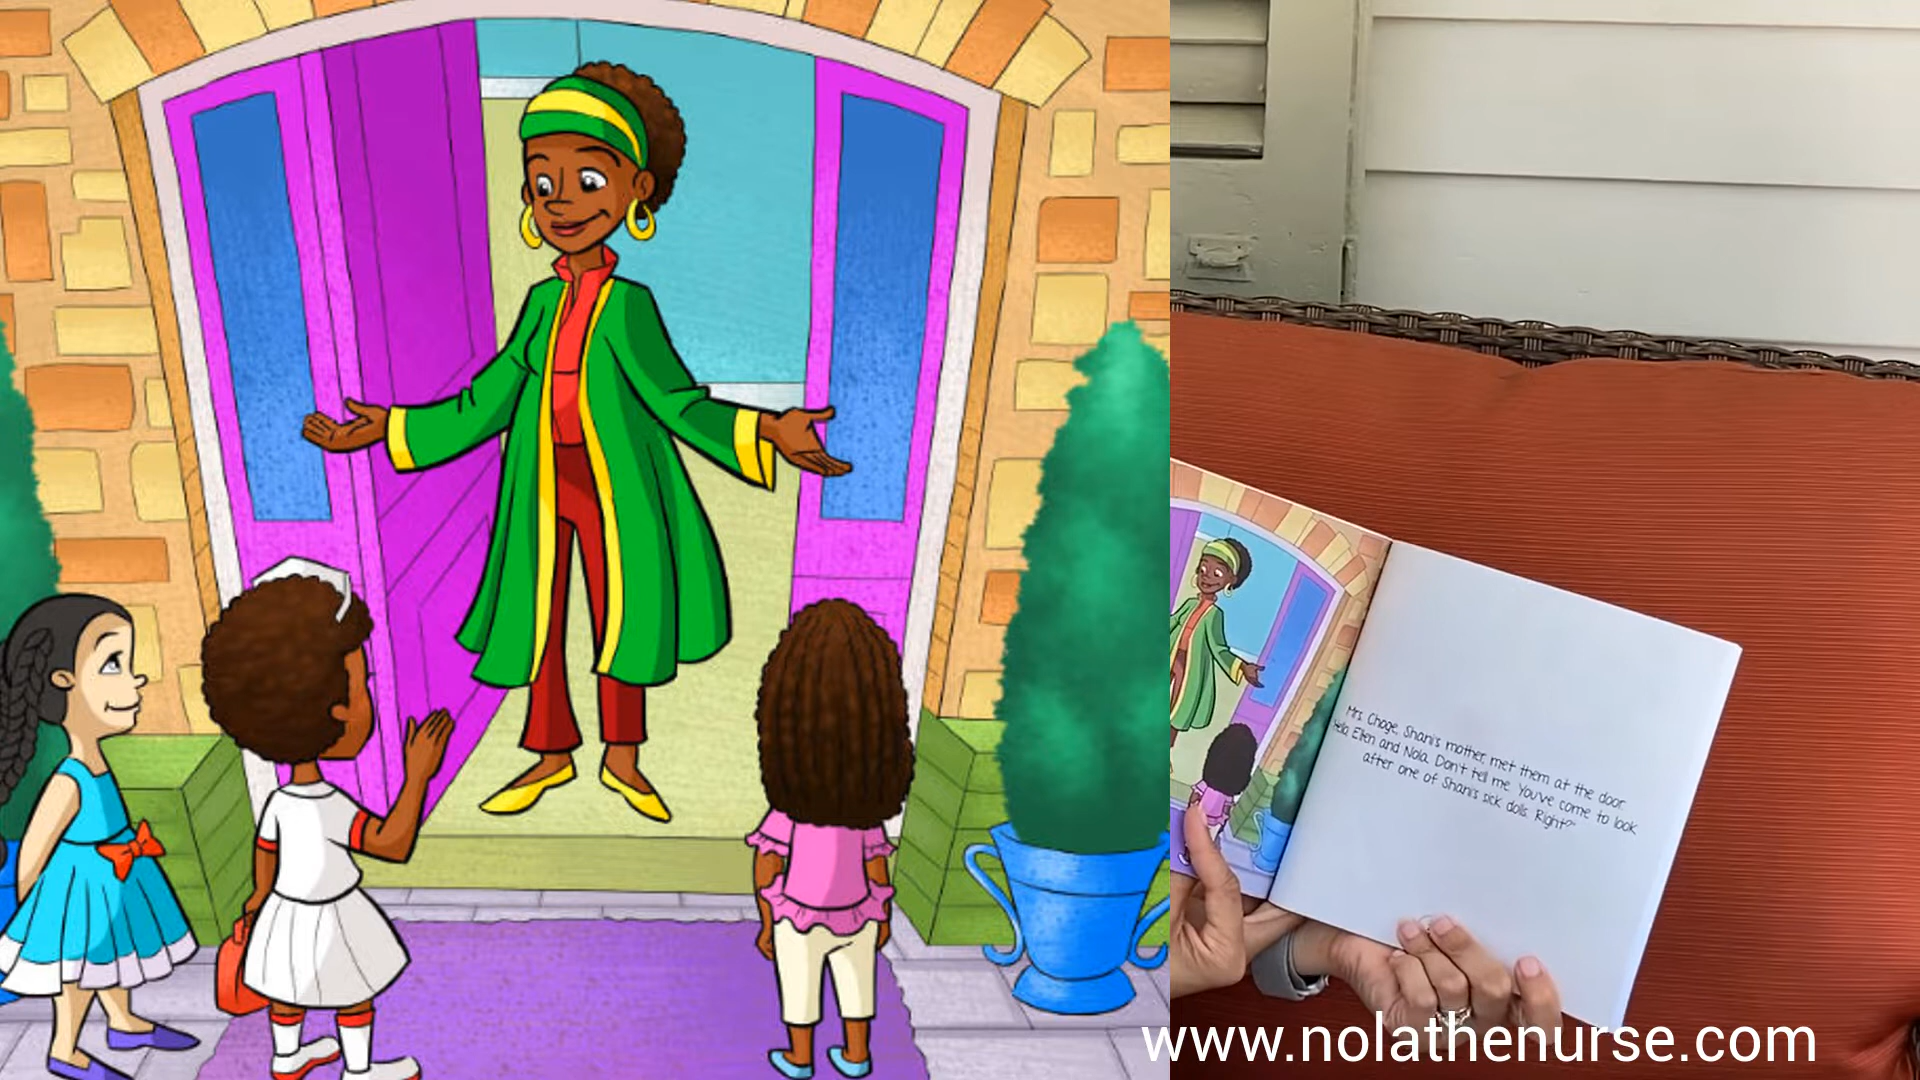 Mrs. Chage, Shani's mother, met them at the door.
Hello, Ellen and Nola. Don't tell me. You've come to look
after one of Shani's sick dolls. Right?"
www.nolathenurse.com